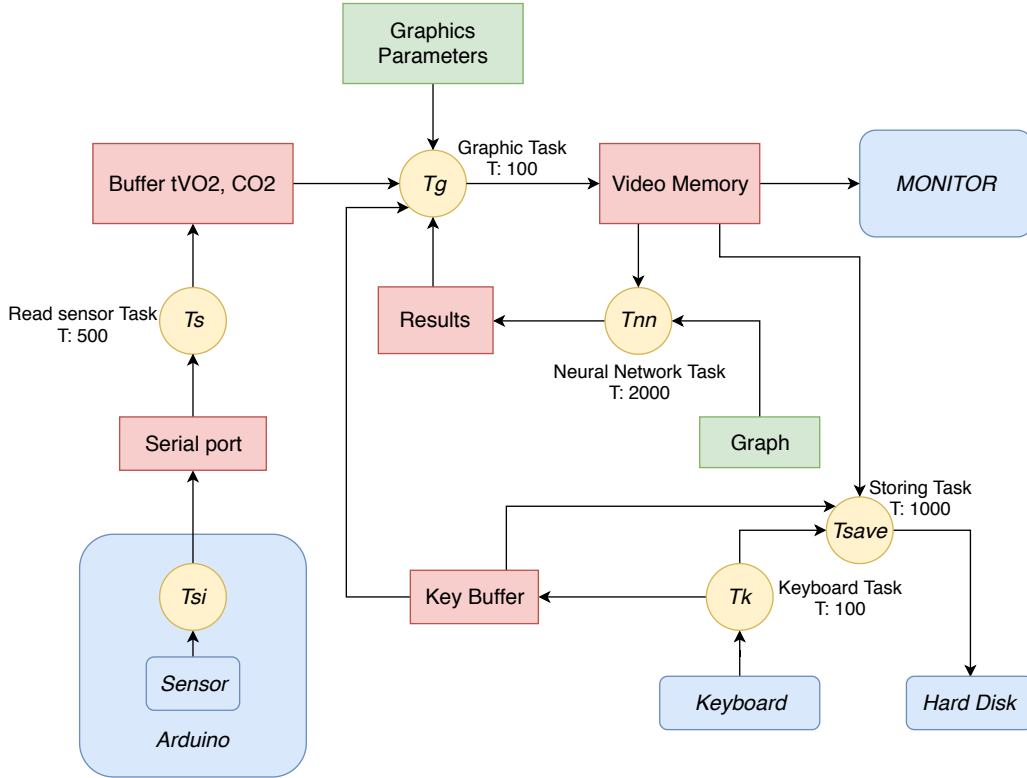 Graphics
Parameters
Graphic Task
T: 100
Buffer tVO2, CO2
Tg
Video Memory
MONITOR
Read sensor Task
T: 500
Ts
Results
Tnn
Neural Network Task
T: 2000
Serial port
Graph
Storing Task
T: 1000
Tsave
Tsi
Key Buffer
Tk
Keyboard Task
T: 100
Sensor
Arduino
Keyboard
Hard Disk